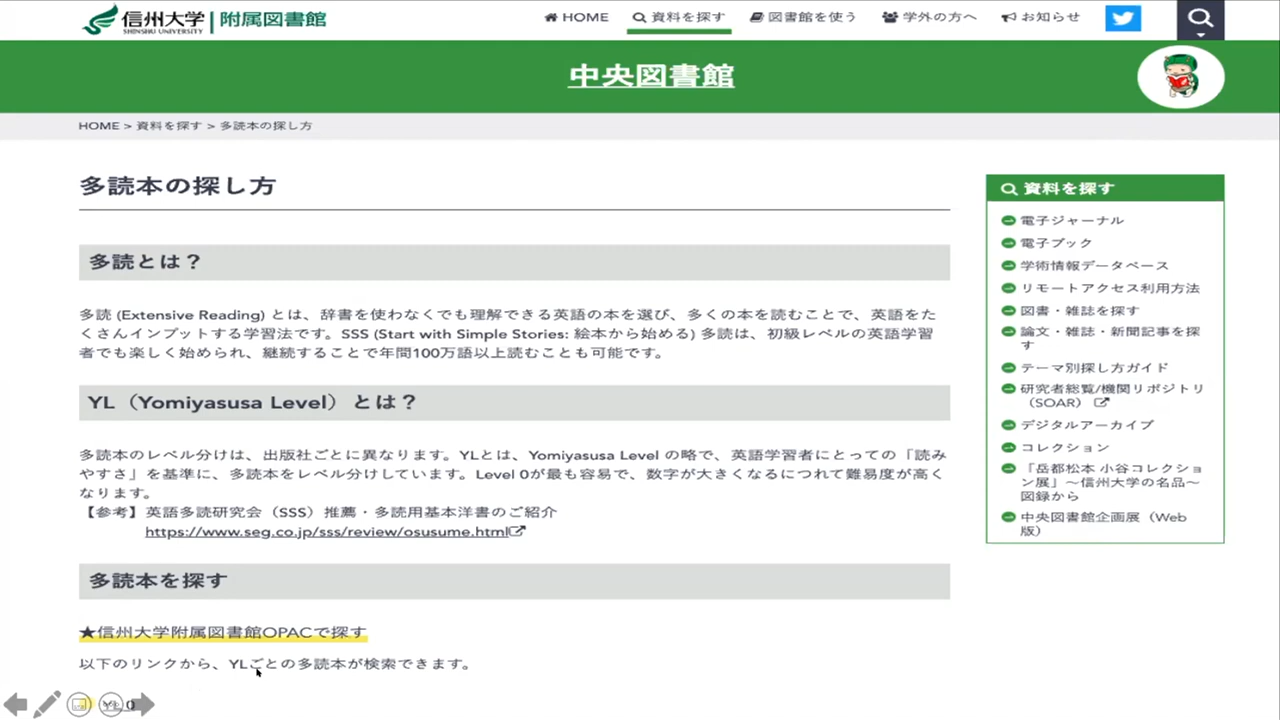 信州大学 附属図書館
SHINSHU UNIVERSITY
HOME 資料を探す 図書館を使う 学外の方へ お知らせ
中央図書館
HOME > 資料を探す > 多読本の探し方
多読本の探し方
多読とは？
多読 (Extensive Reading) とは、辞書を使わなくても理解できる英語の本を選び、多くの本を読むことで、英語をた
くさんインプットする学習法です。SSS (Start with Simple Stories: 絵本から始める) 多読は、初級レベルの英語学習
者でも楽しく始められ、継続することで年間100万語以上読むことも可能です。
YL（Yomiyasusa Level）とは？
多読本のレベル分けは、出版社ごとに異なります。YLとは、Yomiyasusa Level の略で、英語学習者にとっての「読み
やすさ」を基準に、多読本をレベル分けしています。Level 0が最も容易で、数字が大きくなるにつれて難易度が高く
なります。
【参考】英語多読研究会（SSS）推薦・多読用基本洋書のご紹介
https://www.seg.co.jp/sss/review/osusume.html
多読本を探す
★信州大学附属図書館OPACで探す
以下のリンクから、YLごとの多読本が検索できます。
YL 0
資料を探す
電子ジャーナル
電子ブック
学術情報データベース
リモートアクセス利用方法
図書・雑誌を探す
論文・雑誌・新聞記事を探
す
テーマ別探し方ガイド
研究者総覧/機関リポジトリ
（SOAR）
デジタルアーカイブ
コレクション
「岳都松本 小谷コレクショ
ン展」～信州大学の名品～
図録から
中央図書館企画展（Web
版）